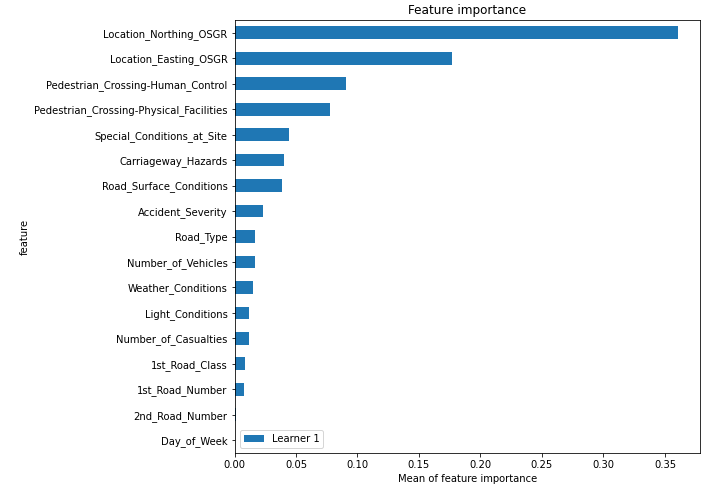 Feature importance
feature
Location_Northing_OSGR
Location_Easting_OSGR
Pedestrian_Crossing-Human_Control
Pedestrian_Crossing-Physical_Facilities
Special_Conditions_at_Site
Carriageway_Hazards
Road_Surface_Conditions
Accident_Severity
Road_Type
Number_of_Vehicles
Weather_Conditions
Light_Conditions
Number_of_Casualties
1st_Road_Class
1st_Road_Number
2nd_Road_Number
Day_of_Week
Learner 1
0.00 0.05 0.10 0.15 0.20 0.25 0.30 0.35
Mean of feature importance